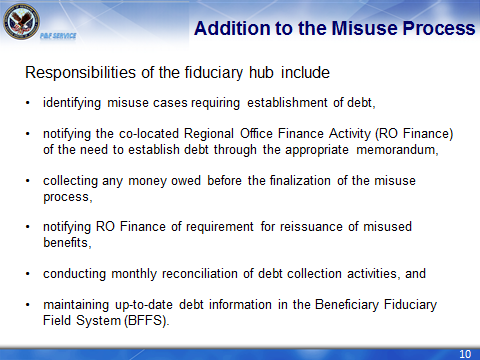 P&F SERVICE
Addition to the Misuse Process
Responsibilities of the fiduciary hub include
• identifying misuse cases requiring establishment of debt,
• notifying the co-located Regional Office Finance Activity (RO Finance)
of the need to establish debt through the appropriate memorandum,
• collecting any money owed before the finalization of the misuse
process,
• notifying RO Finance of requirement for reissuance of misused
benefits,
• conducting monthly reconciliation of debt collection activities, and
• maintaining up-to-date debt information in the Beneficiary Fiduciary
Field System (BFFS).
10